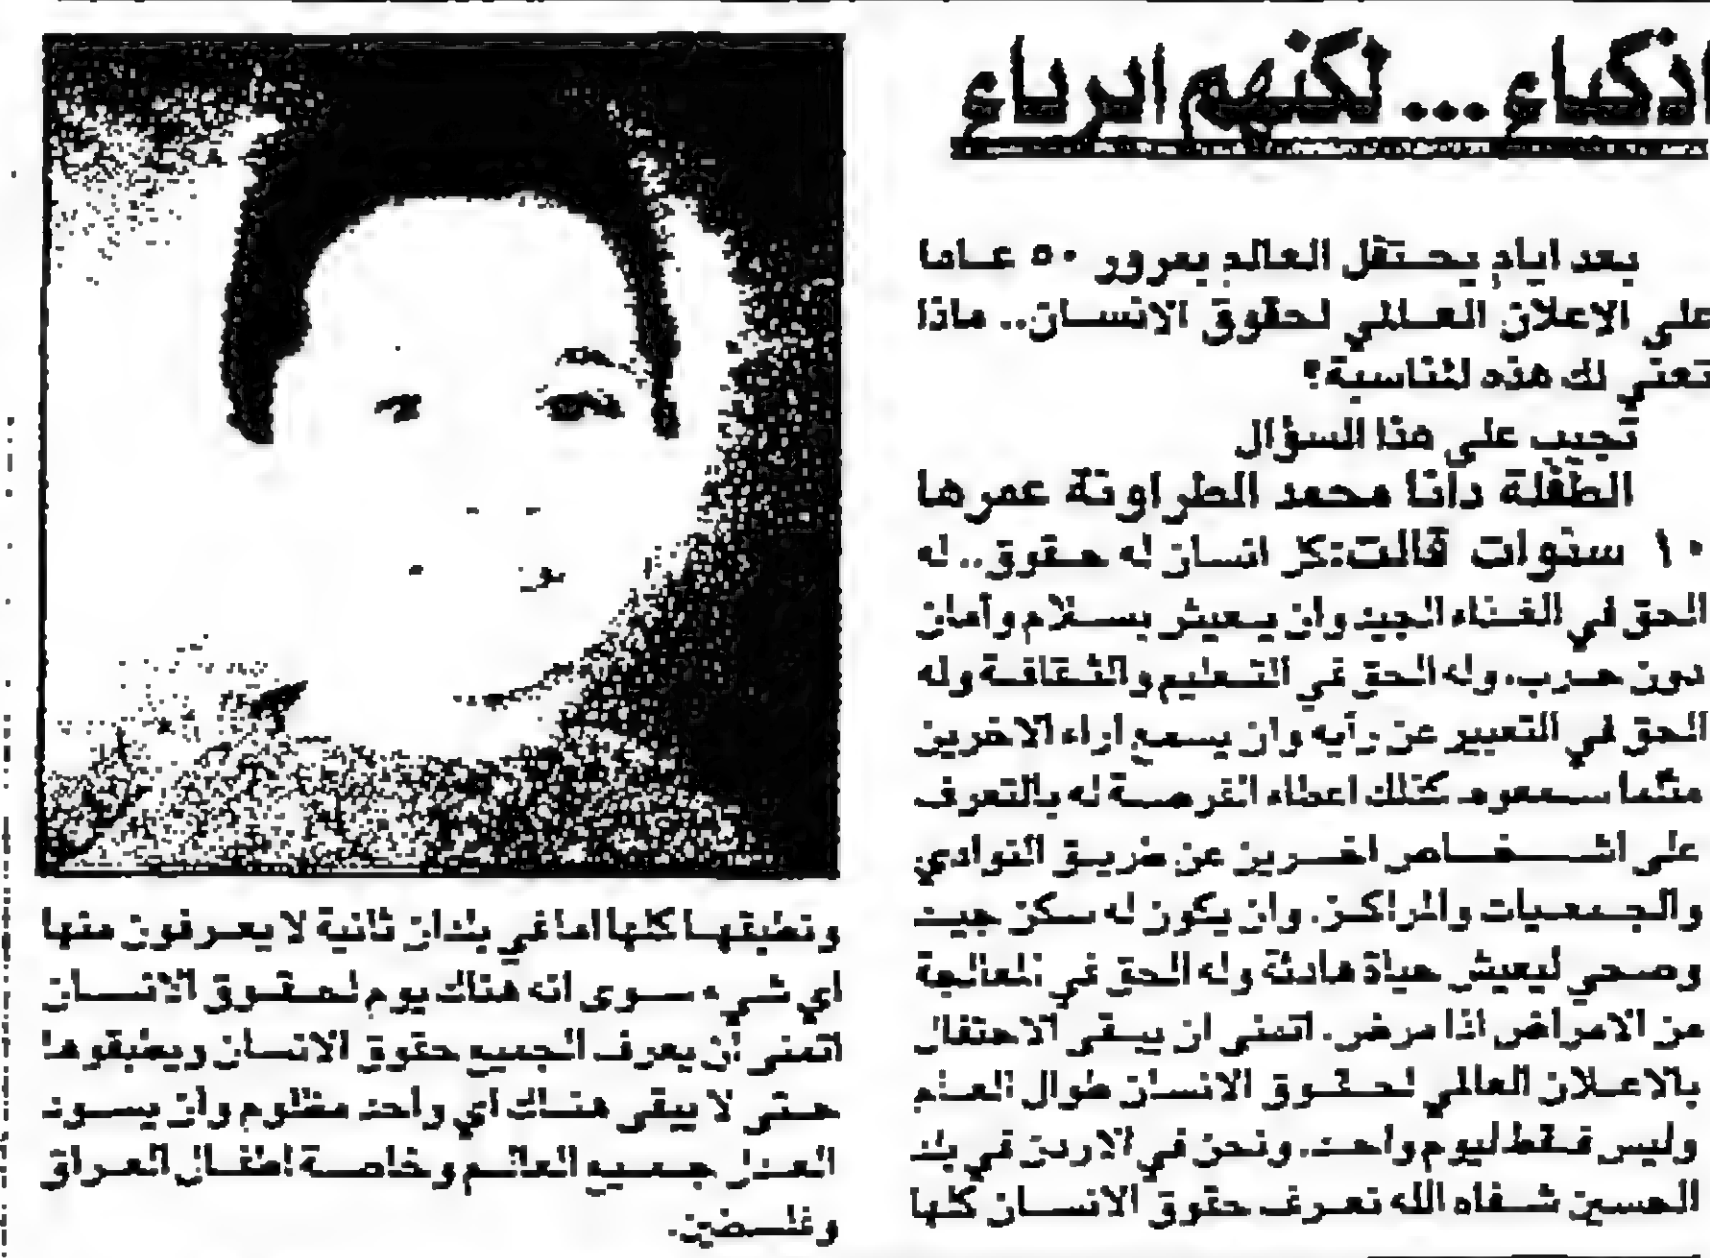 اذكياء ... لكنهم ابرياء
بعد ايام يحتفل العالم بمرور ٥٠ عاما
على الاعلان العالمي لحقوق الانسان.. ماذا
تعني لك هذه المناسبة؟
تجيب على هذا السؤال
الطفلة دانا محمد الطراونة عمرها
١٠ سنوات قالت: كل انسان له حقوق.. له
الحق في الغذاء الجيد وان يعيش بسلام وأمان
دون حرب. وله الحق في التعليم والثقافة وله
الحق في التعبير عن رأيه وان يسمع اراء الاخرين
مثلما سمعوه كذلك اعطاء الفرصة له بالتعرف
على اشخاص اخرين عن طريق النوادي
والجمعيات والمراكز. وان يكون له سكن جيد
وصحي ليعيش حياة هادئة وله الحق في المعالجة
من الامراض اذا مرض. اتمنى ان يبقى الاحتفال
بالاعلان العالمي لحقوق الانسان طوال العام
وليس فقط ليوم واحد. ونحن في الاردن في بلد
الحسين شفاه الله نعرف حقوق الانسان كلها
ونطبقها كلها اما في بلدان ثانية لا يعرفون منها
اي شيء سوى انه هناك يوم لحقوق الانسان
اتمنى ان يعرف الجميع حقوق الانسان ويطبقوها
حتى لا يبقى هناك اي واحد مظلوم وان يسود
العدل جميع العالم وخاصة اطفال العراق
وفلسطين.